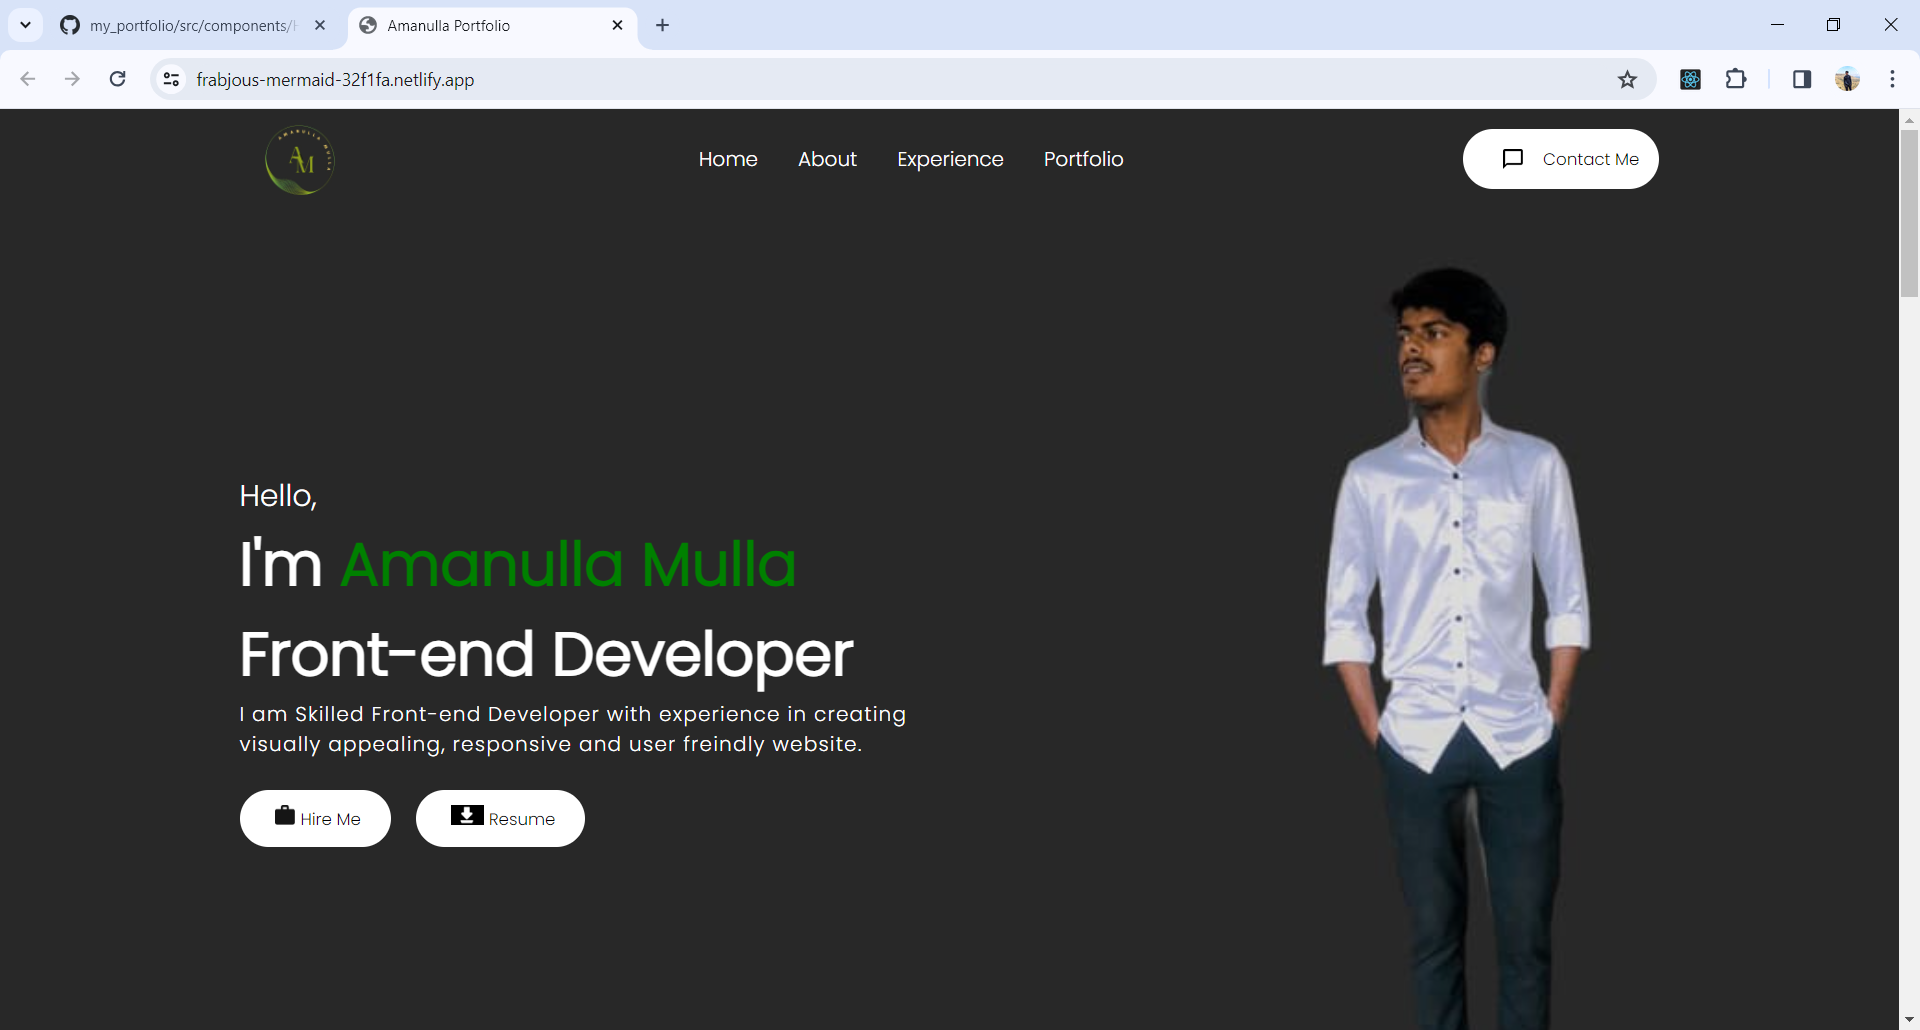 my_portfolio/src/components/
Amanulla Portfolio
frabjous-mermaid-32f1fa.netlify.app
AMANULLA MULLA
AM
Home
About
Experience
Portfolio
Contact Me
Hello,
I'm Amanulla Mulla
Front-end Developer
I am Skilled Front-end Developer with experience in creating
visually appealing, responsive and user freindly website.
Hire Me
Resume